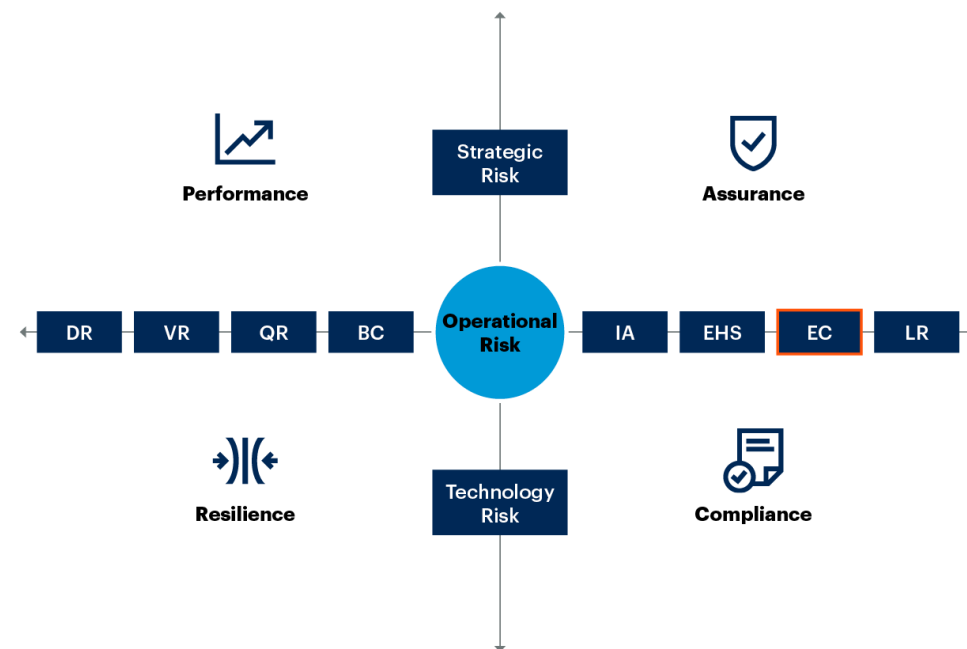 Strategic
Risk
Performance
Assurance
DR
VR
QR
BC
Operational
Risk
IA
EHS
EC
LR
Technology
Risk
Resilience
Compliance